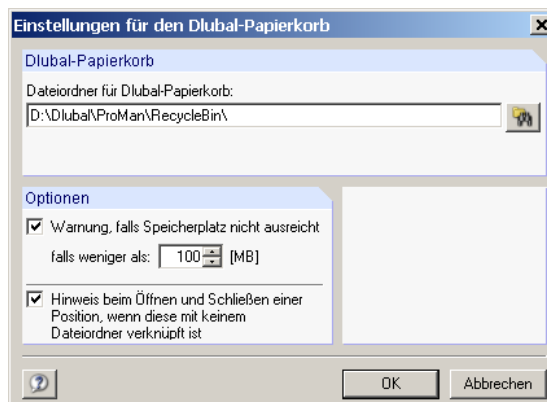 Einstellungen für den Dlubal-Papierkorb
Dlubal-Papierkorb
Dateiordner für Dlubal-Papierkorb:
D:\Dlubal\ProMan\RecycleBin\
Optionen
Warnung, falls Speicherplatz nicht ausreicht
falls weniger als: 100 [MB]
Hinweis beim Öffnen und Schließen einer
Position, wenn diese mit keinem
Dateiordner verknüpft ist
OK Abbrechen